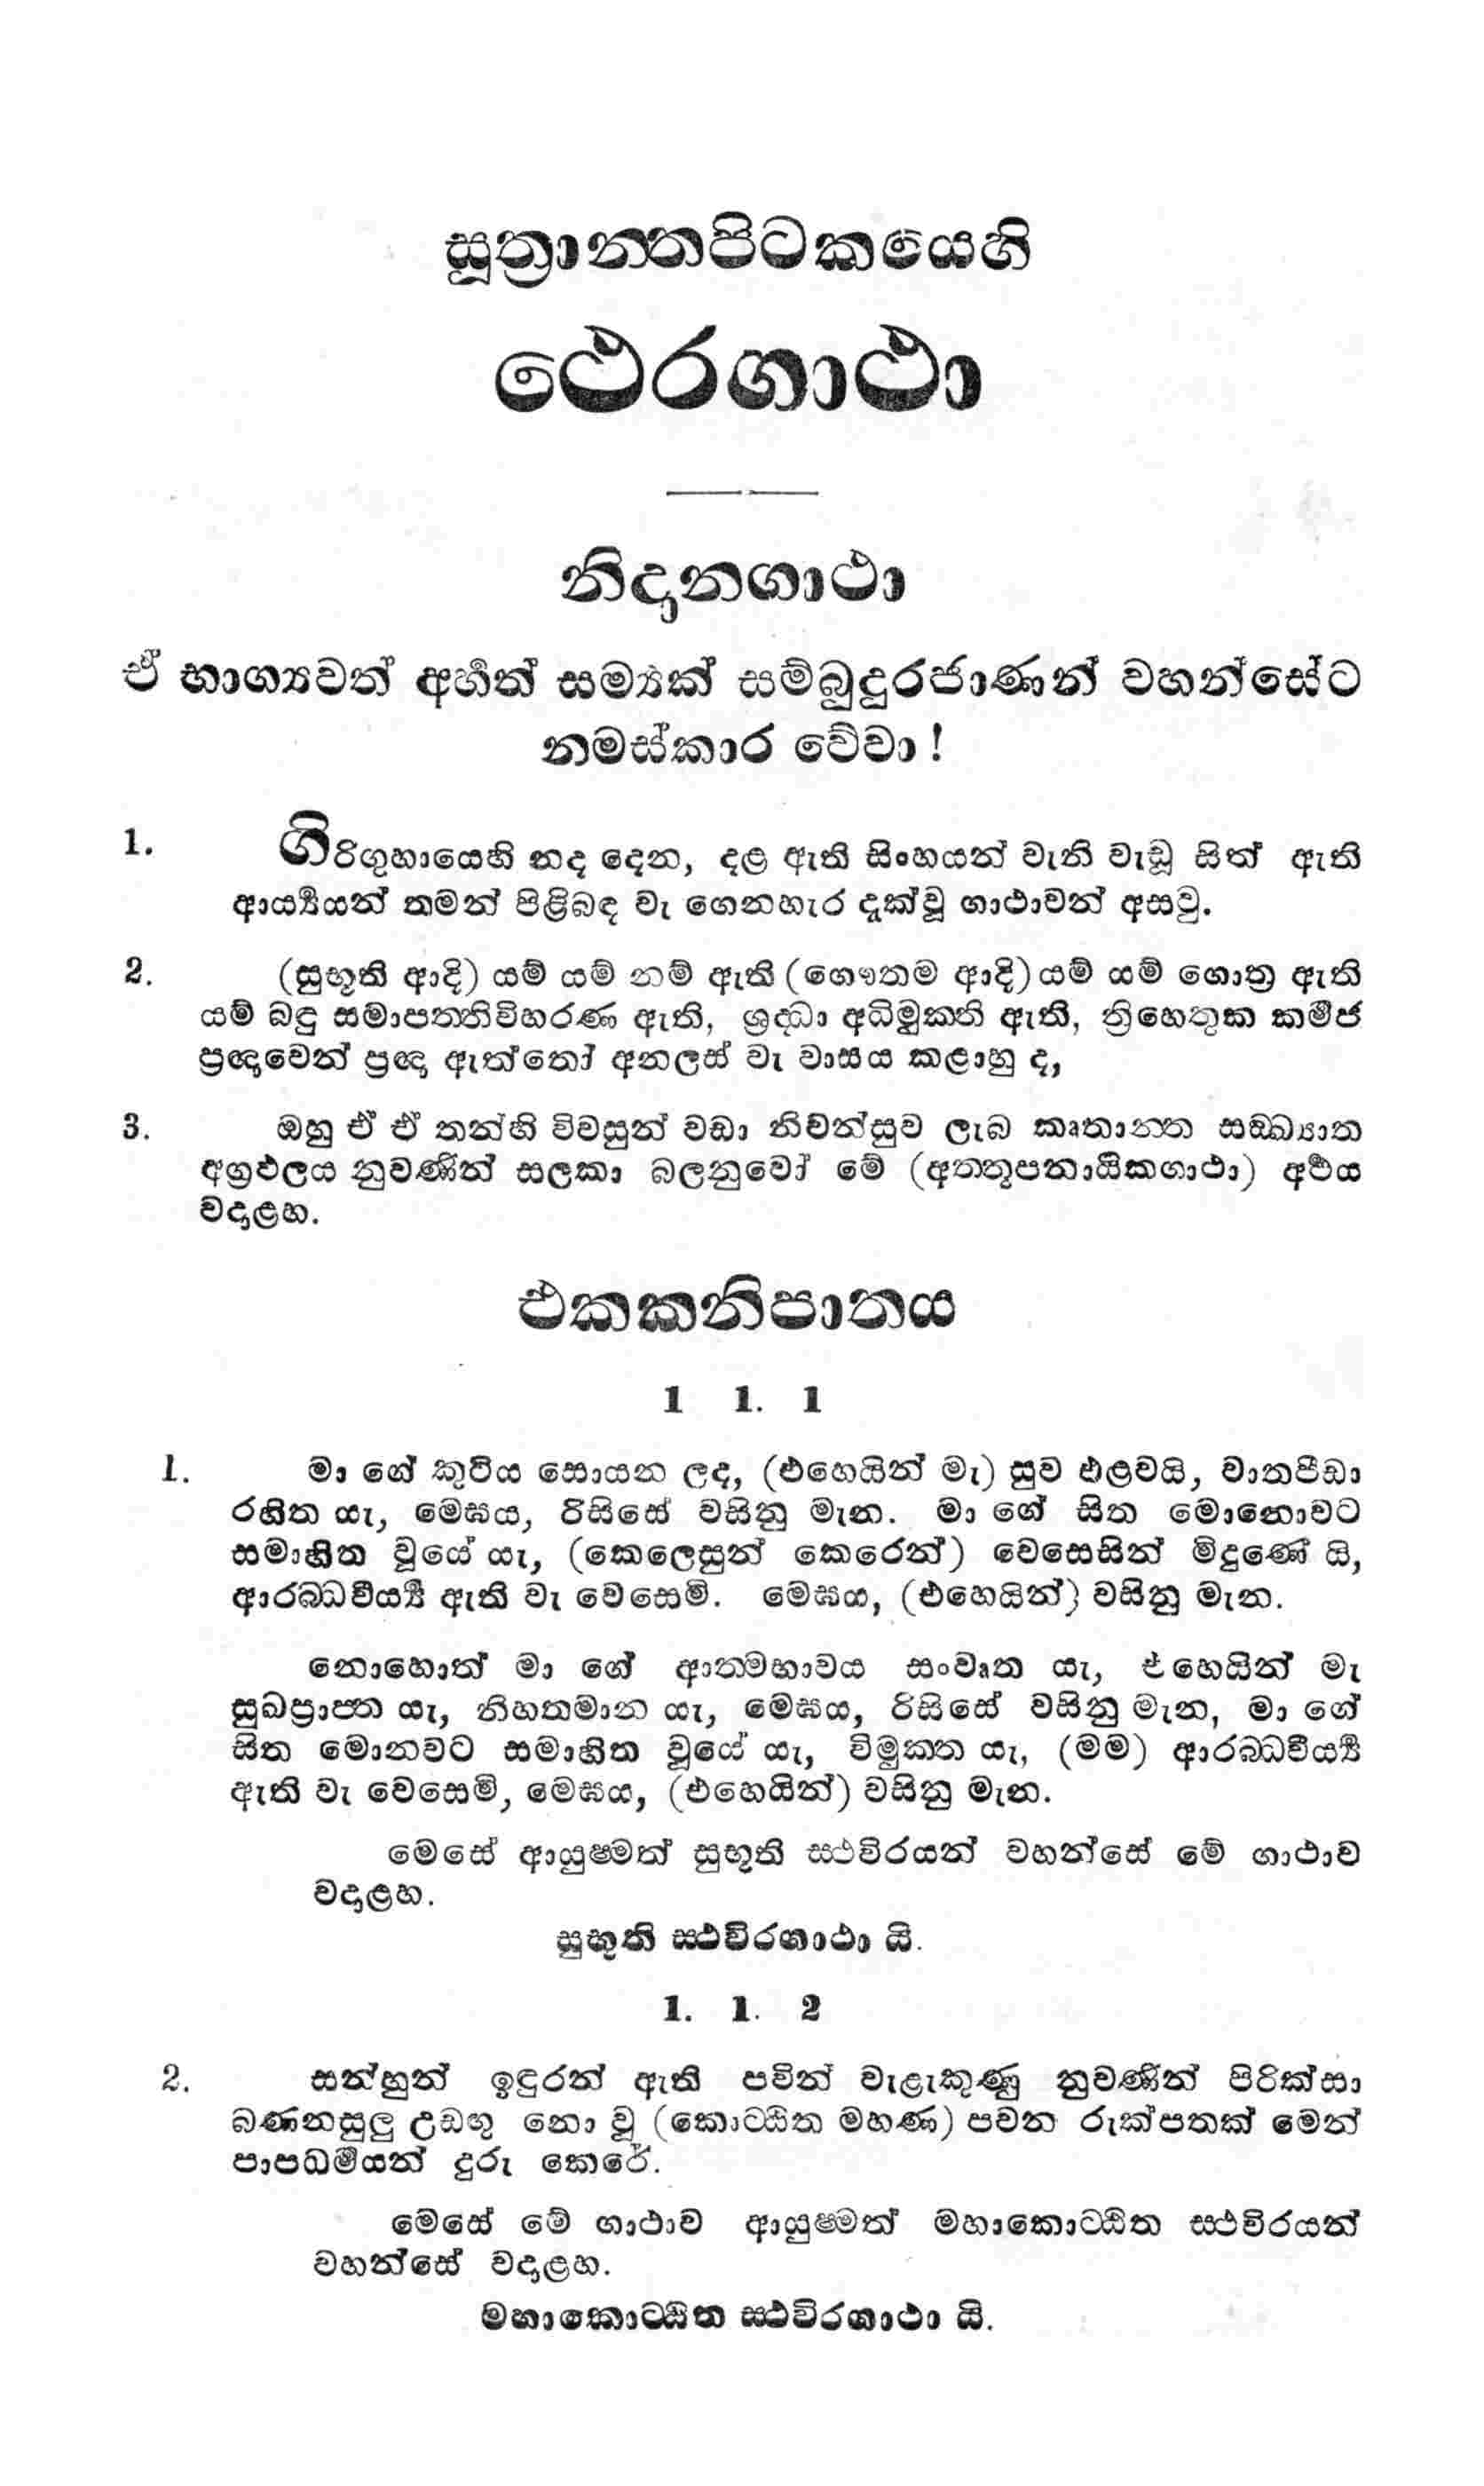 සූත්‍රාන්තපිටකයෙහි
ථෙරගාථා
නිදානගාථා
ඒ භාග්‍යවත් අර්හත් සම්‍යක් සම්බුදුරජාණන් වහන්සේට
නමස්කාර වේවා !
1. ගිරිගුහායෙහි නද දෙන, දළ ඇති සිංහයන් වැනි වැඩූ සිත් ඇති
ආර්‍ය්‍යයන් තමන් පිළිබඳ වැ ගෙනහැර දැක්වූ ගාථාවන් අසවු.
2. (සුභූති ආදි) යම් යම් නම් ඇති (ගෞතම ආදි) යම් යම් ගොත්‍ර ඇති
යම් බඳු සමාපත්තිවිහරණ ඇති, ශ්‍රද්ධා අධිමුක්ති ඇති, ත්‍රිහෙතුක කර්මජ
ප්‍රඥාවෙන් ප්‍රඥා ඇත්තෝ අනලස් වැ වාසය කළාහු ද,
3. ඔහු ඒ ඒ තන්හි විවසුන් වඩා නිවන්සුව ලැබ කෘතාන්ත සඞ්ඛ්‍යාත
අග්‍රඵලය නුවණින් සලකා බලනුවෝ මේ (අත්තූපනායිකගාථා) අර්ථය
වදාළහ.
එකකනිපාතය
1 1. 1
1. මා ගේ කුටිය සොයන ලද, (එහෙයින් මැ) සුව එළවයි, වාතපීඩා
රහිත යැ, මෙඝය, රිසිසේ වසිනු මැන. මා ගේ සිත මොනොවට
සමාහිත වූයේ යැ, (කෙලෙසුන් කෙරෙන්) වෙසෙසින් මිදුණේ යි,
ආරබ්ධවීර්‍ය්‍ය ඇති වැ වෙසෙමි. මෙඝය, (එහෙයින්) වසිනු මැන.
නොහොත් මා ගේ ආත්මභාවය සංවෘත යැ, එහෙයින් මැ
සුඛප්‍රාප්ත යැ, නිහතමාන යැ, මෙඝය, රිසිසේ වසිනු මැන, මා ගේ
සිත මොනවට සමාහිත වූයේ යැ, විමුක්ත යැ, (මම) ආරබ්ධවීර්‍ය්‍ය
ඇති වැ වෙසෙමි, මෙඝය, (එහෙයින්) වසිනු මැන.
මෙසේ ආයුෂ්මත් සුභූති ස්ථවිරයන් වහන්සේ මේ ගාථාව
වදාළහ.
සුභූති ස්ථවිරගාථා යි.
1. 1. 2
2. සන්හුන් ඉඳුරන් ඇති පවින් වැළැකුණු නුවණින් පිරික්සා
බණනසුලු උඩඟු නො වූ (කොට්ඨිත මහණ) පවන රුක්පතක් මෙන්
පාපධර්මයන් දුරු කෙරේ.
මෙසේ මේ ගාථාව ආයුෂ්මත් මහාකොට්ඨිත ස්ථවිරයන්
වහන්සේ වදාළහ.
මහාකොට්ඨිත ස්ථවිරගාථා යි.